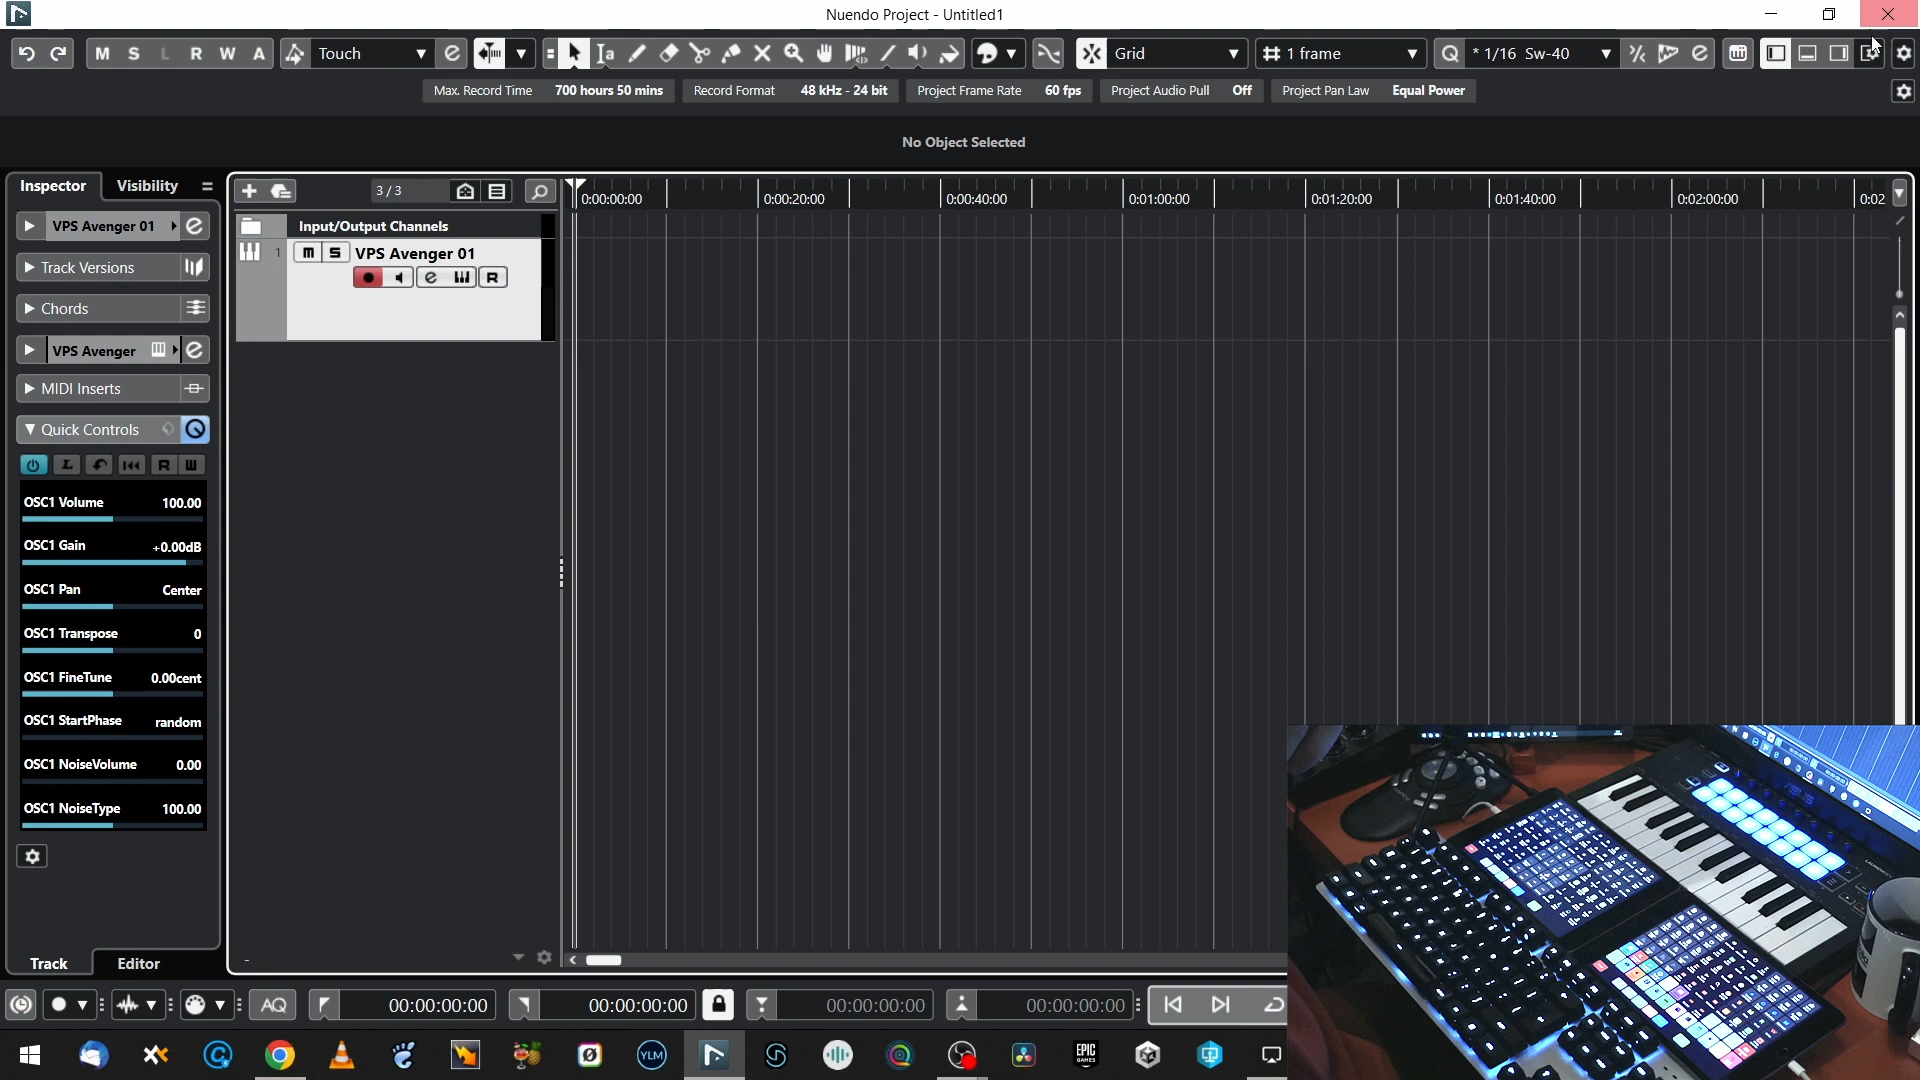 Nuendo Project - Untitled1
M S L R W A Touch Grid 1 frame * 1/16 Sw-40
Max. Record Time 700 hours 50 mins Record Format 48 kHz - 24 bit Project Frame Rate 60 fps Project Audio Pull Off Project Pan Law Equal Power
No Object Selected
Inspector Visibility
3 / 3
0:00:00:00 0:00:20:00 0:00:40:00 0:01:00:00 0:01:20:00 0:01:40:00 0:02:00:00 0:02
VPS Avenger 01
Input/Output Channels
1 m S VPS Avenger 01
e R
Track Versions
Chords
VPS Avenger
MIDI Inserts
Quick Controls
L R W
OSC1 Volume 100.00
OSC1 Gain +0.00dB
OSC1 Pan Center
OSC1 Transpose 0
OSC1 FineTune 0.00cent
OSC1 StartPhase random
OSC1 NoiseVolume 0.00
OSC1 NoiseType 100.00
Track Editor
AQ 00:00:00:00 00:00:00:00 00:00:00:00 00:00:00:00
YLM
EPIC GAMES